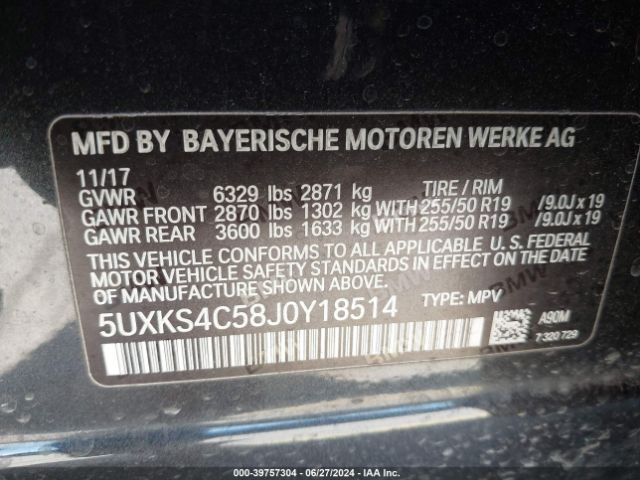 MFD BY BAYERISCHE MOTOREN WERKE AG
11/17 TIRE / RIM
GVWR 6329 lbs 2871 kg
GAWR FRONT 2870 lbs 1302 kg WITH 255/50 R19 /9.0J x 19
GAWR REAR 3600 lbs 1633 kg WITH 255/50 R19 /9.0J x 19
THIS VEHICLE CONFORMS TO ALL APPLICABLE U. S. FEDERAL
MOTOR VEHICLE SAFETY STANDARDS IN EFFECT ON THE DATE
OF MANUFACTURE SHOWN ABOVE.
5UXKS4C58J0Y18514 TYPE: MPV
A90M
7 320 729
000-39757304 | 06/27/2024 | IAA Inc.